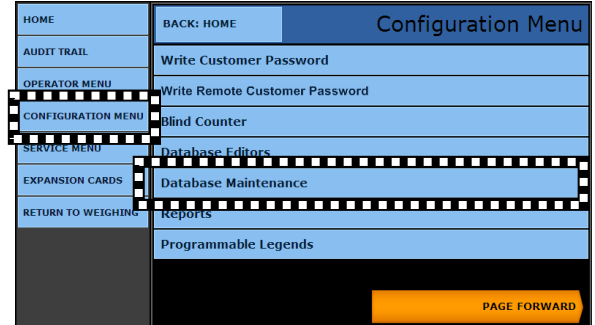 HOME
BACK: HOME
Configuration Menu
AUDIT TRAIL
OPERATOR MENU
CONFIGURATION MENU
SERVICE MENU
EXPANSION CARDS
RETURN TO WEIGHING
Write Customer Password
Write Remote Customer Password
Blind Counter
Database Editors
Database Maintenance
Reports
Programmable Legends
PAGE FORWARD